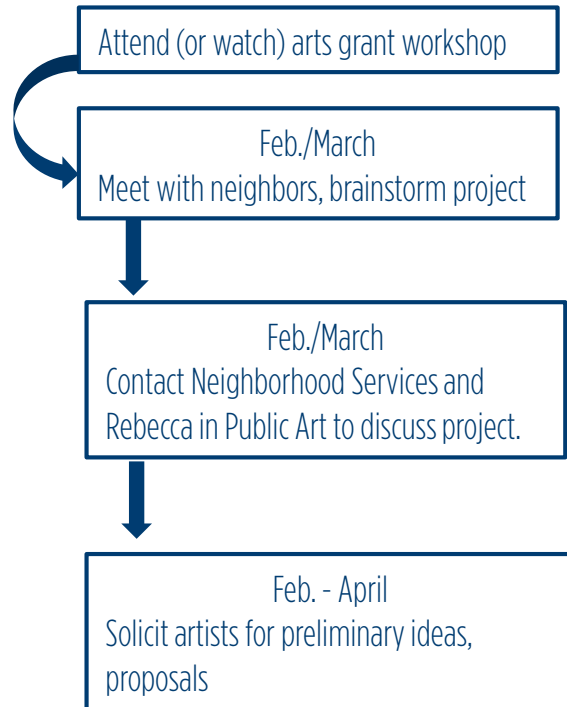 Attend (or watch) arts grant workshop
Feb./March
Meet with neighbors, brainstorm project
Feb./March
Contact Neighborhood Services and
Rebecca in Public Art to discuss project.
Feb. - April
Solicit artists for preliminary ideas,
proposals